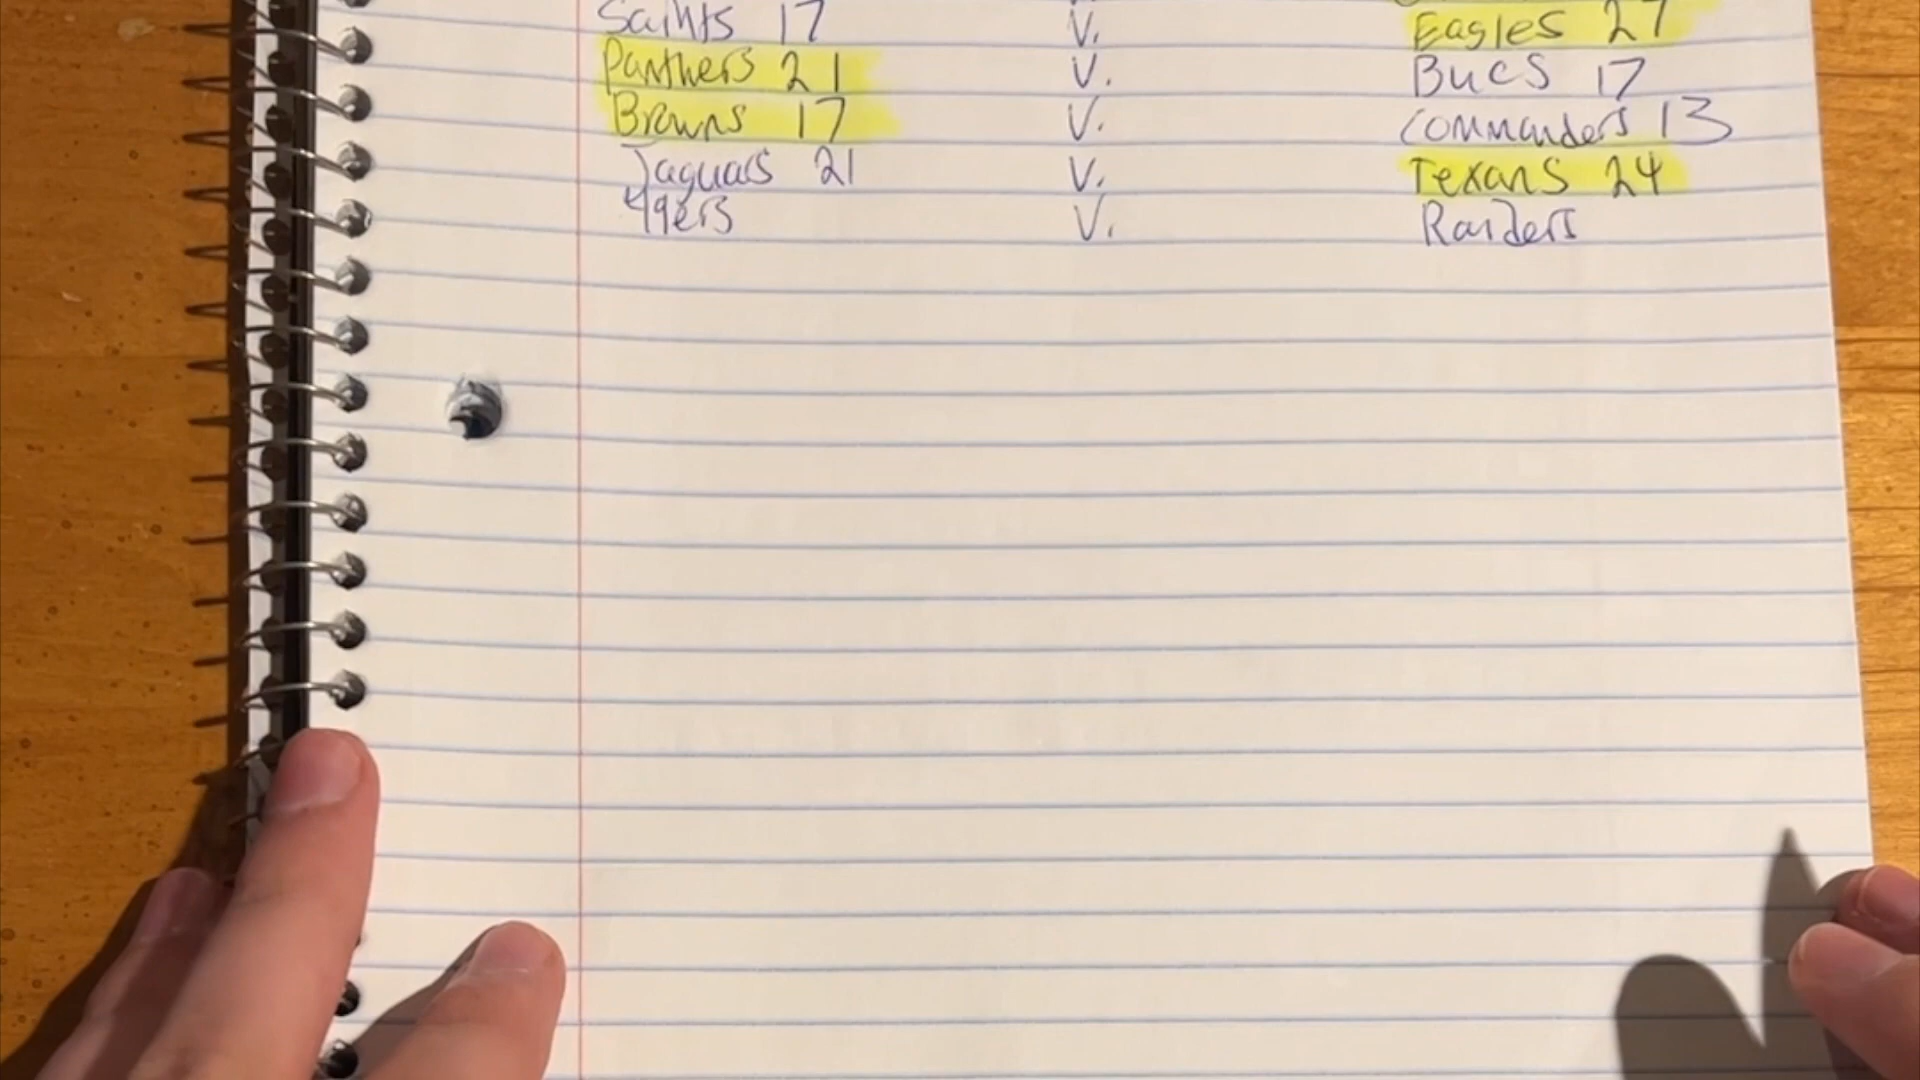 Saints 17 V. Eagles 27
Panthers 21 V. Bucs 17
Browns 17 V. Commanders 13
Jaguars 21 V. Texans 24
49ers V. Raiders